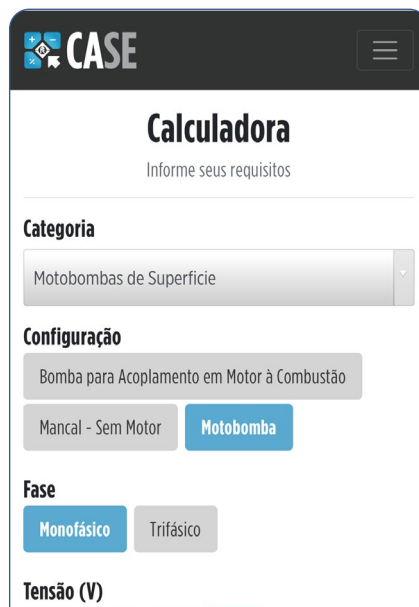 CASE
Calculadora
Informe seus requisitos
Categoria
Motobombas de Superficie
Configuração
Bomba para Acoplamento em Motor à Combustão
Mancal - Sem Motor Motobomba
Fase
Monofásico Trifásico
Tensão (V)